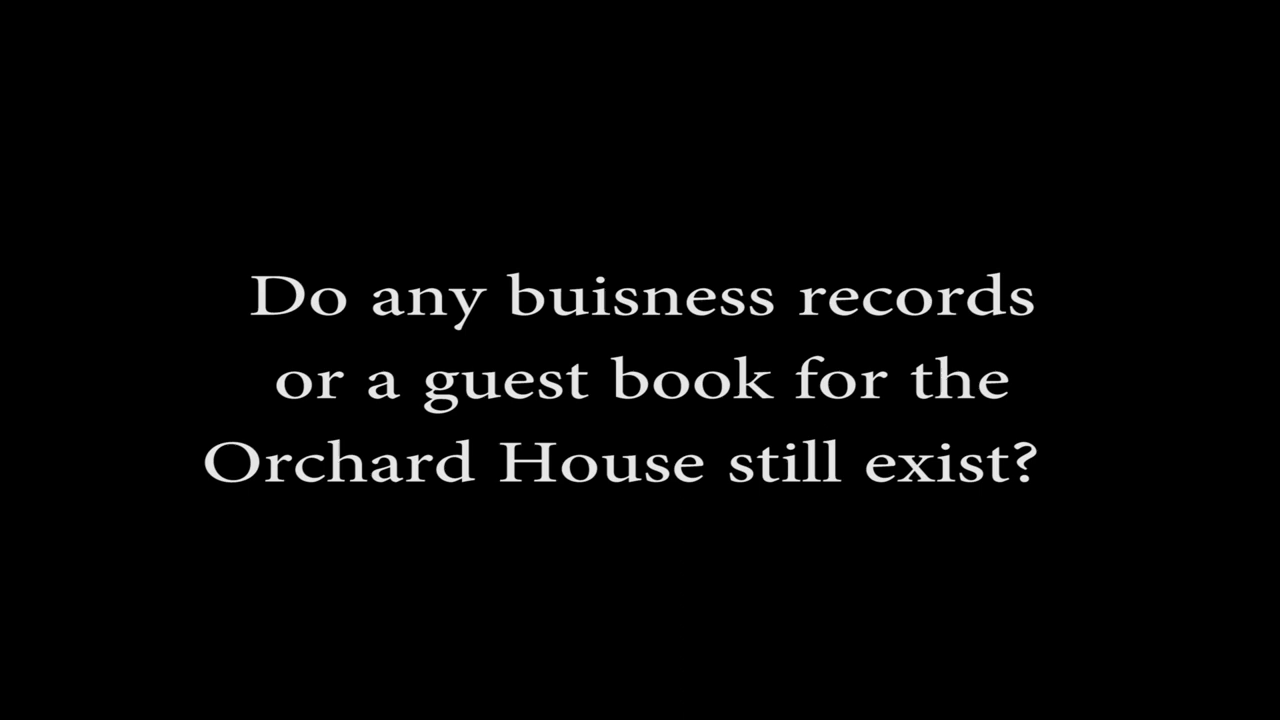 Do any buisness records
or a guest book for the
Orchard House still exist?